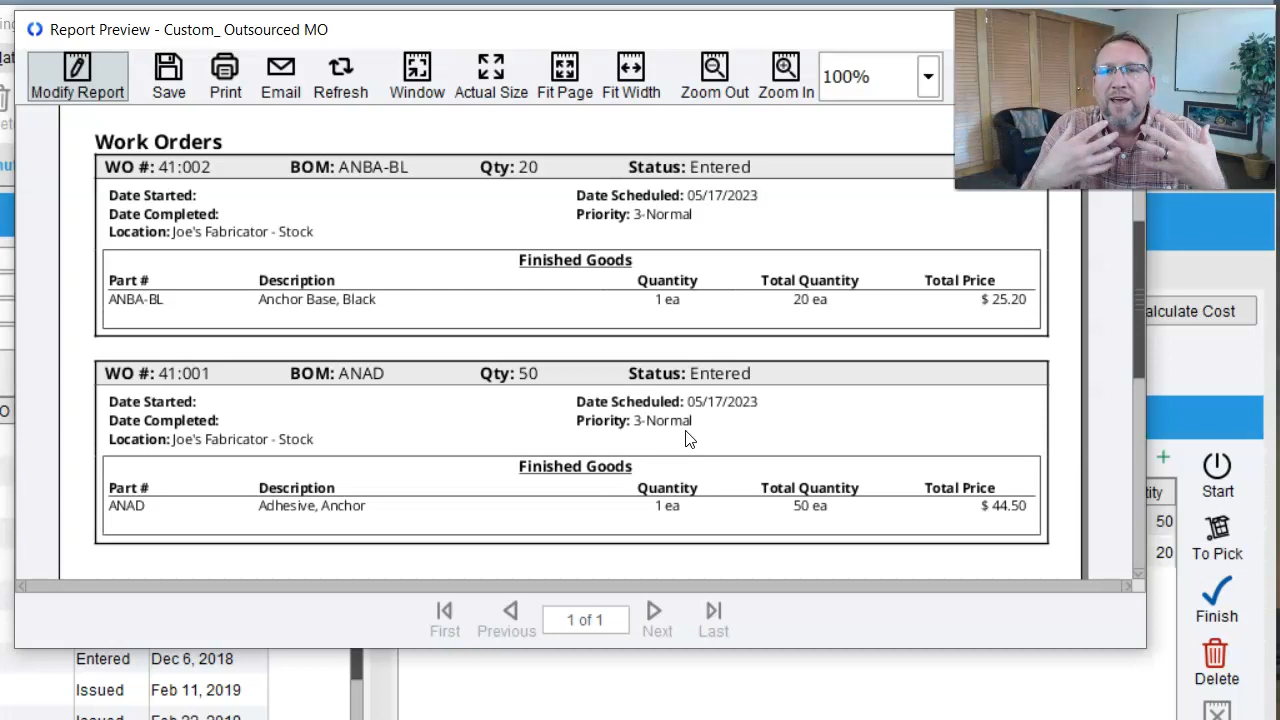 Report Preview - Custom_ Outsourced MO
Modify Report Save Print Email Refresh Window Actual Size Fit Page Fit Width Zoom Out Zoom In 100%
Work Orders
WO #: 41:002 BOM: ANBA-BL Qty: 20 Status: Entered
Date Started: Date Scheduled: 05/17/2023
Date Completed: Priority: 3-Normal
Location: Joe's Fabricator - Stock
Finished Goods
Part # Description Quantity Total Quantity Total Price
ANBA-BL Anchor Base, Black 1 ea 20 ea $ 25.20
WO #: 41:001 BOM: ANAD Qty: 50 Status: Entered
Date Started: Date Scheduled: 05/17/2023
Date Completed: Priority: 3-Normal
Location: Joe's Fabricator - Stock
Finished Goods
Part # Description Quantity Total Quantity Total Price
ANAD Adhesive, Anchor 1 ea 50 ea $ 44.50
First Previous 1 of 1 Next Last
alculate Cost
Start
tity
50
To Pick
20
Finish
Delete
Entered Dec 6, 2018
Issued Feb 11, 2019